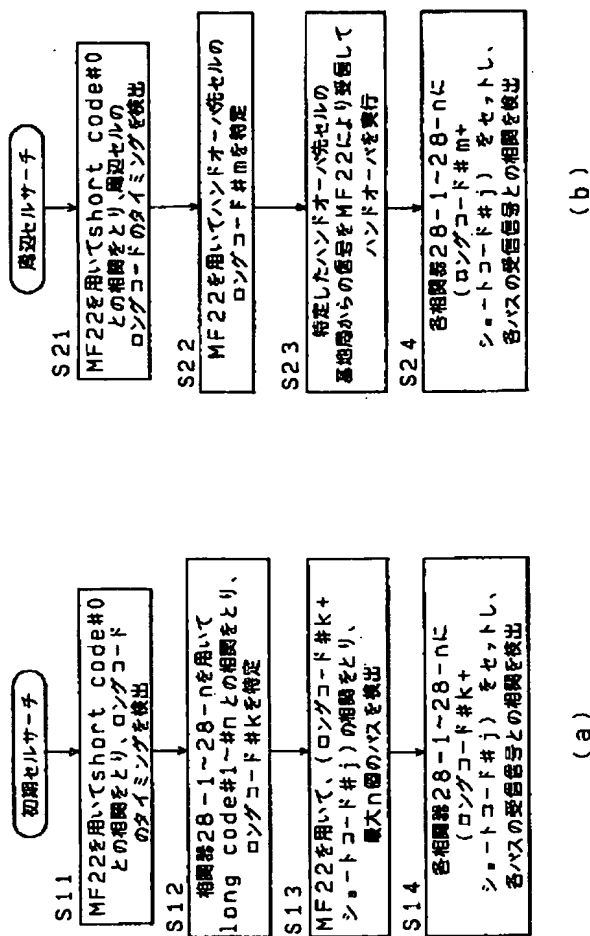 初期セルサーチ
S11
MF22を用いてshort code#0
との相関をとり、ロングコード
のタイミングを検出
S12
相関器28-1~28-nを用いて
long code#1~#nとの相関をとり、
ロングコード#kを特定
S13
MF22を用いて、(ロングコード#k+
ショートコード#j)の相関をとり、
最大n個のパスを検出
S14
各相関器28-1~28-nに
(ロングコード#k+
ショートコード#j)をセットし、
各パスの受信信号との相関を検出
(a)
周辺セルサーチ
S21
MF22を用いてshort code#0
との相関をとり、周辺セルの
ロングコードのタイミングを検出
S22
MF22を用いてハンドオーバ先セルの
ロングコード#mを特定
S23
特定したハンドオーバ先セルの
基地局からの信号をMF22により受信して
ハンドオーバを実行
S24
各相関器28-1~28-nに
(ロングコード#m+
ショートコード#j)をセットし、
各パスの受信信号との相関を検出
(b)